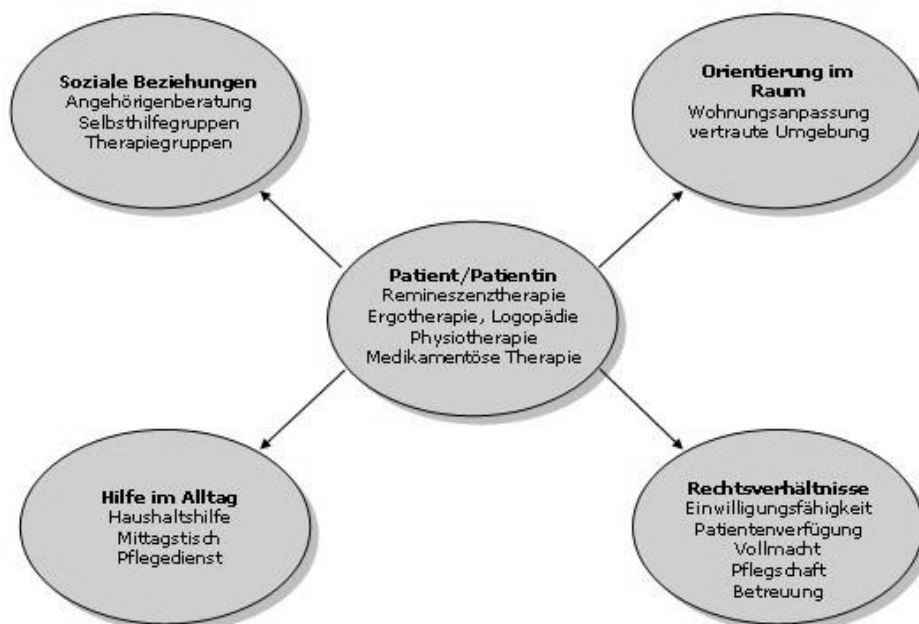 Soziale Beziehungen
Angehörigenberatung
Selbsthilfegruppen
Therapiegruppen
Orientierung im
Raum
Wohnungsanpassung
vertraute Umgebung
Patient/Patientin
Remineszenztherapie
Ergotherapie, Logopädie
Physiotherapie
Medikamentöse Therapie
Hilfe im Alltag
Haushaltshilfe
Mittagstisch
Pflegedienst
Rechtsverhältnisse
Einwilligungsfähigkeit
Patientenverfügung
Vollmacht
Pflegschaft
Betreuung